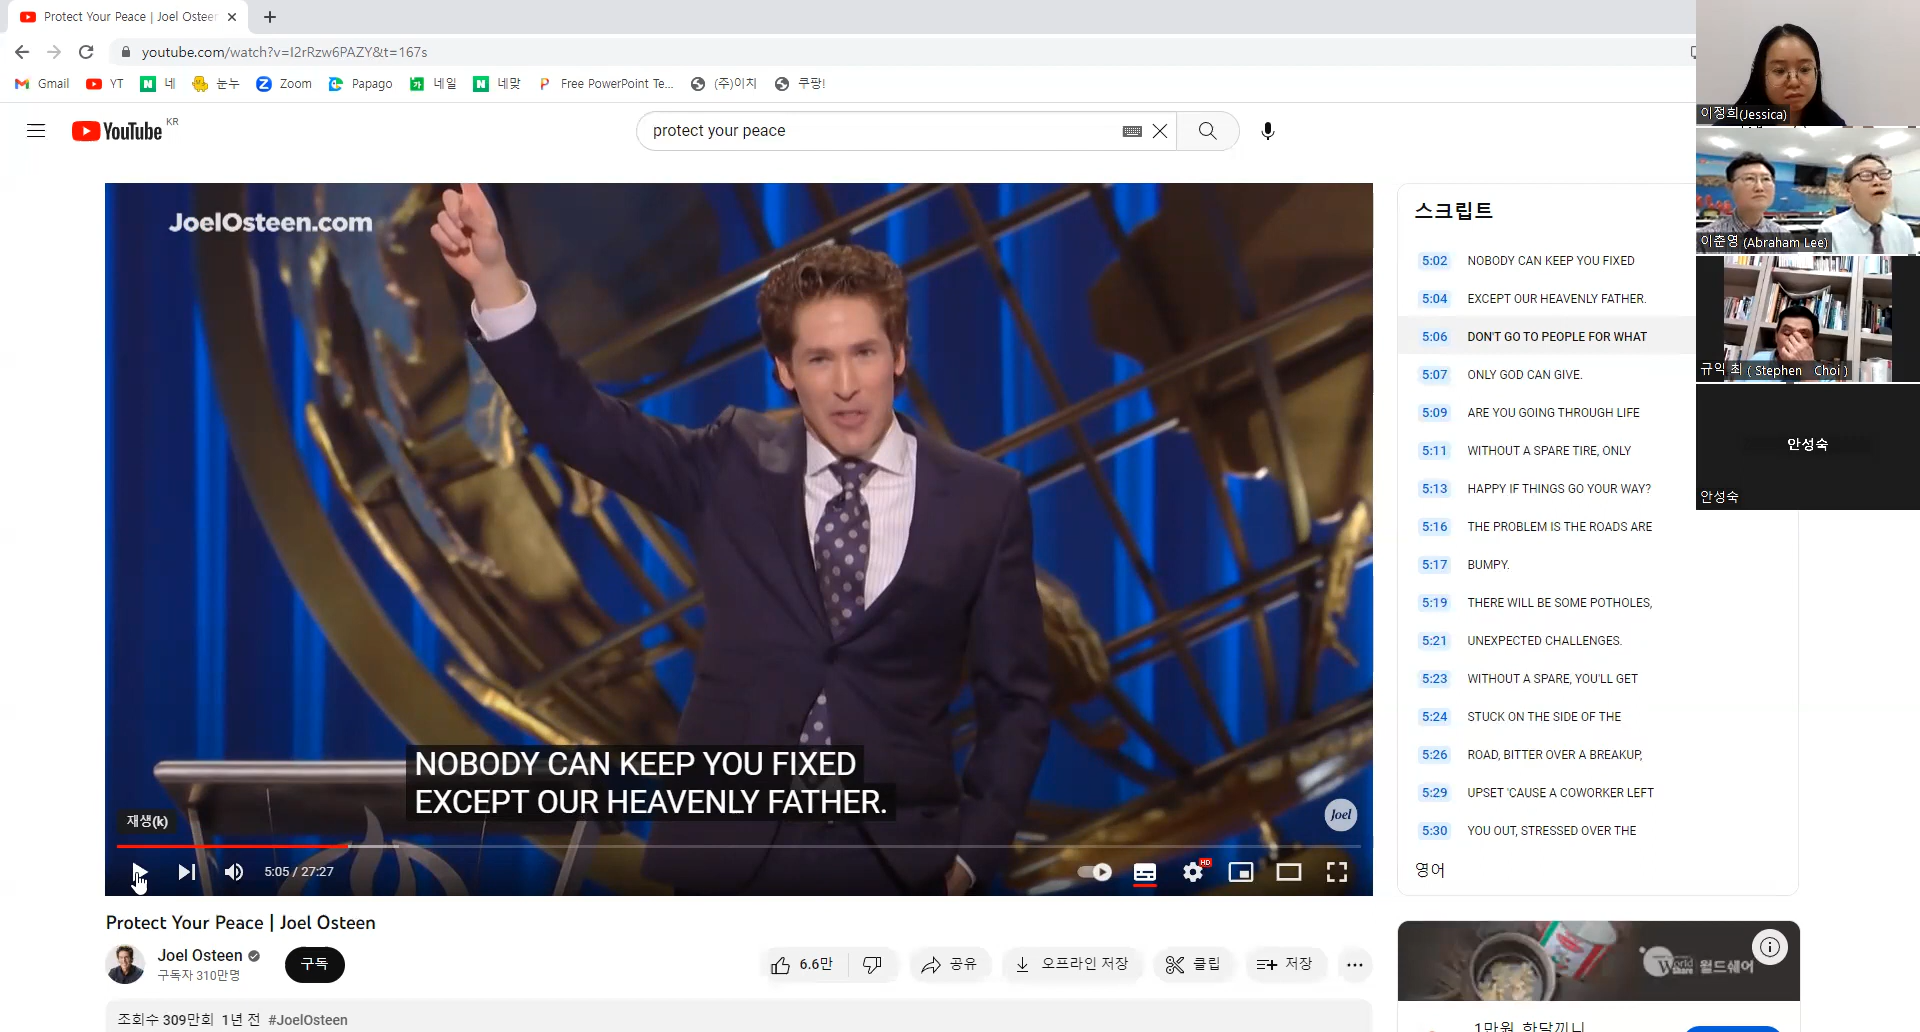 Protect Your Peace | Joel Osteen
youtube.com/watch?v=I2rRzw6PAZY&t=167s
Gmail
YT
네
눈누
Zoom
Papago
네일
네맞
Free PowerPoint Te...
(주)이치
쿠팡!
YouTube KR
protect your peace
JoelOsteen.com
NOBODY CAN KEEP YOU FIXED
EXCEPT OUR HEAVENLY FATHER.
재생(k)
Joel
5:05 / 27:27
HD
스크립트
5:02 NOBODY CAN KEEP YOU FIXED
5:04 EXCEPT OUR HEAVENLY FATHER.
5:06 DON'T GO TO PEOPLE FOR WHAT
5:07 ONLY GOD CAN GIVE.
5:09 ARE YOU GOING THROUGH LIFE
5:11 WITHOUT A SPARE TIRE, ONLY
5:13 HAPPY IF THINGS GO YOUR WAY?
5:16 THE PROBLEM IS THE ROADS ARE
5:17 BUMPY.
5:19 THERE WILL BE SOME POTHOLES,
5:21 UNEXPECTED CHALLENGES.
5:23 WITHOUT A SPARE, YOU'LL GET
5:24 STUCK ON THE SIDE OF THE
5:26 ROAD, BITTER OVER A BREAKUP,
5:29 UPSET 'CAUSE A COWORKER LEFT
5:30 YOU OUT, STRESSED OVER THE
영어
이정희(Jessica)
이춘영 (Abraham Lee)
규익 최 ( Stephen Choi )
안성숙
안성숙
Protect Your Peace | Joel Osteen
Joel Osteen
구독자 310만명
구독
6.6만
공유
오프라인 저장
클립
저장
조회수 309만회 1년 전 #JoelOsteen
World Share 월드쉐어
1만원, 한달끼니